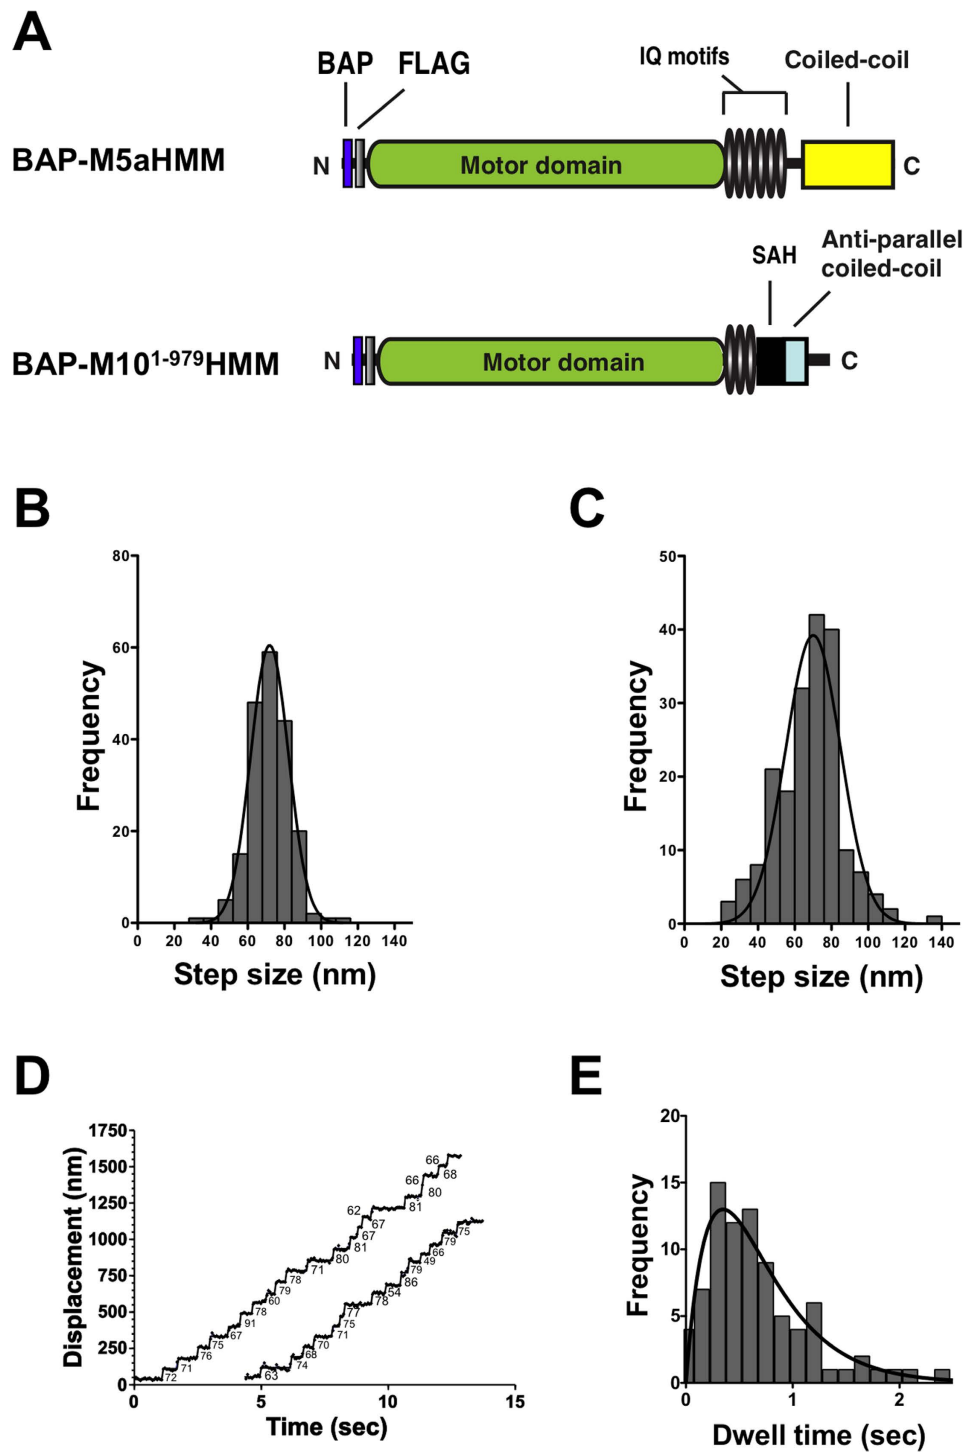 A
BAP FLAG IQ motifs Coiled-coil
BAP-M5aHMM N Motor domain C
SAH Anti-parallel
coiled-coil
BAP-M10¹⁻⁹⁷⁹HMM N Motor domain C
B
80
60
40
20
0
Frequency
0 20 40 60 80 100 120 140
Step size (nm)
C
50
40
30
20
10
0
Frequency
0 20 40 60 80 100 120 140
Step size (nm)
D
1750
1500
1250
1000
750
500
250
0
Displacement (nm)
72
71
76
75
67
91
78
60
79
78
71
80
81
67
67
62
81
66
80
66
68
63
74
68
70
71
75
77
78
54
86
79
49
66
79
75
0 5 10 15
Time (sec)
E
20
15
10
5
0
Frequency
0 1 2
Dwell time (sec)